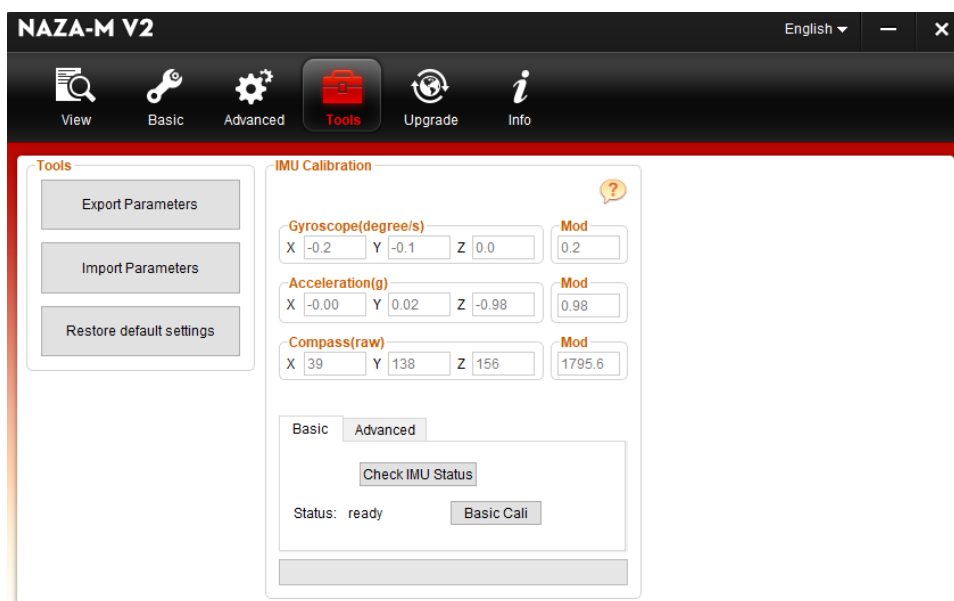 NAZA-M V2
English
View
Basic
Advanced
Tools
Upgrade
Info
Tools
Export Parameters
Import Parameters
Restore default settings
IMU Calibration
?
Gyroscope(degree/s)
Mod
X -0.2 Y -0.1 Z 0.0
0.2
Acceleration(g)
Mod
X -0.00 Y 0.02 Z -0.98
0.98
Compass(raw)
Mod
X 39 Y 138 Z 156
1795.6
Basic Advanced
Check IMU Status
Status: ready
Basic Cali